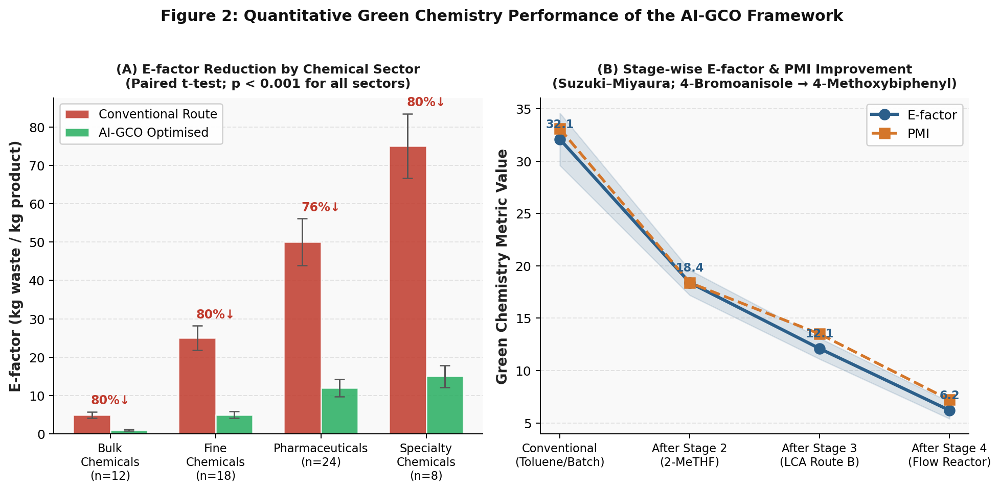 Figure 2: Quantitative Green Chemistry Performance of the AI-GCO Framework
(A) E-factor Reduction by Chemical Sector
(Paired t-test; p < 0.001 for all sectors)
E-factor (kg waste / kg product)
80
70
60
50
40
30
20
10
0
Conventional Route
AI-GCO Optimised
80%↓
80%↓
76%↓
80%↓
Bulk
Chemicals
(n=12)
Fine
Chemicals
(n=18)
Pharmaceuticals
(n=24)
Specialty
Chemicals
(n=8)
(B) Stage-wise E-factor & PMI Improvement
(Suzuki–Miyaura; 4-Bromoanisole → 4-Methoxybiphenyl)
Green Chemistry Metric Value
35
30
25
20
15
10
5
E-factor
PMI
32.1
18.4
12.1
6.2
Conventional
(Toluene/Batch)
After Stage 2
(2-MeTHF)
After Stage 3
(LCA Route B)
After Stage 4
(Flow Reactor)